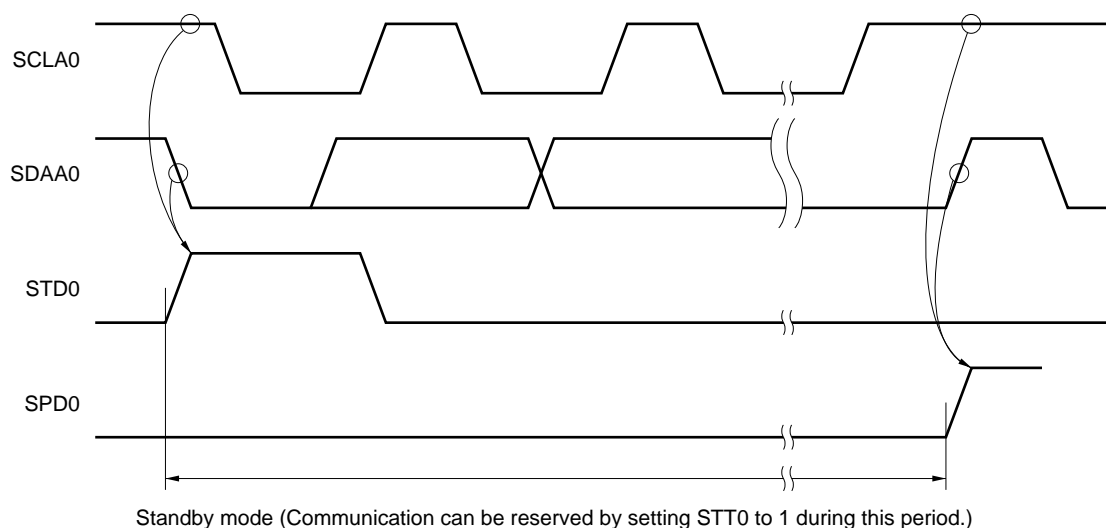 SCLA0
SDAA0
STD0
SPD0
Standby mode (Communication can be reserved by setting STT0 to 1 during this period.)